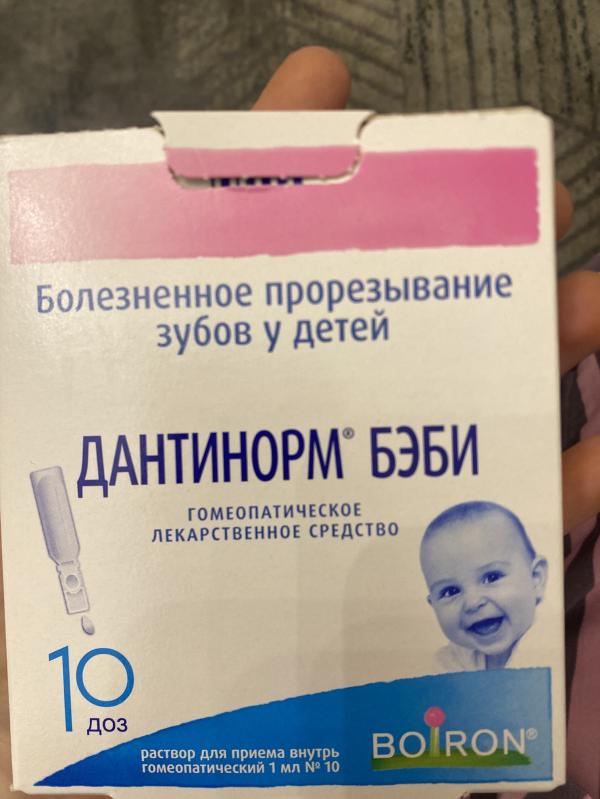 Болезненное прорезывание
зубов у детей
ДАНТИНОРМ® БЭБИ
ГОМЕОПАТИЧЕСКОЕ
ЛЕКАРСТВЕННОЕ СРЕДСТВО
10
ДОЗ
раствор для приема внутрь
гомеопатический 1 мл № 10
BOIRON®